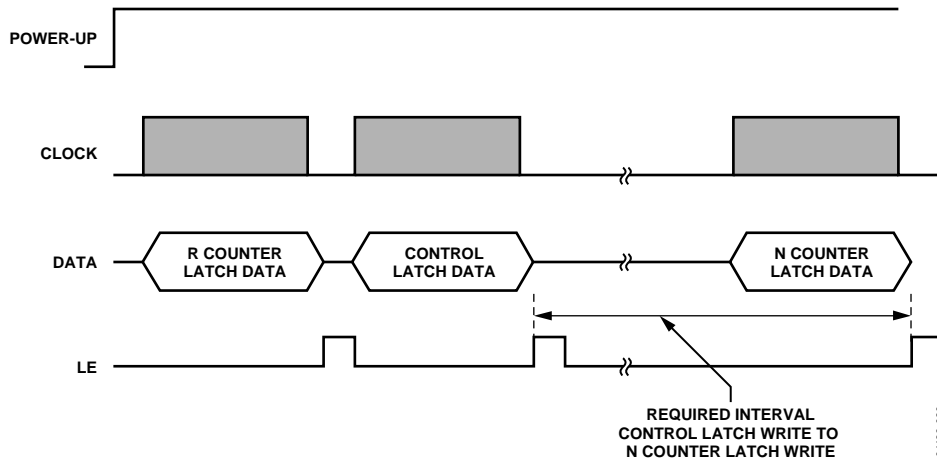 POWER-UP
CLOCK
DATA
R COUNTER
LATCH DATA
CONTROL
LATCH DATA
N COUNTER
LATCH DATA
LE
REQUIRED INTERVAL
CONTROL LATCH WRITE TO
N COUNTER LATCH WRITE